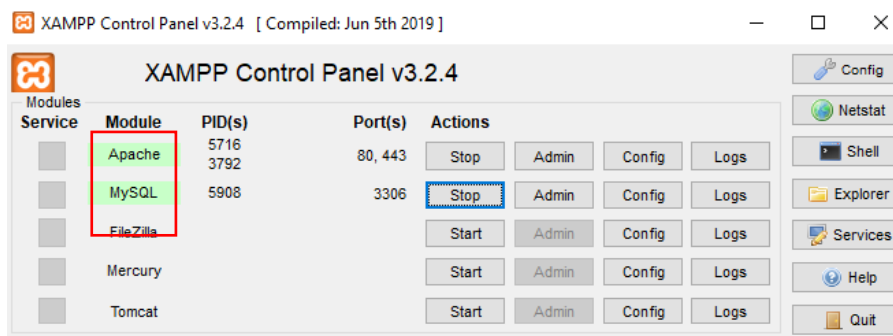 XAMPP Control Panel v3.2.4 [ Compiled: Jun 5th 2019 ]
XAMPP Control Panel v3.2.4
Config
Modules
Service Module PID(s) Port(s) Actions
Netstat
Apache 5716 3792 80, 443 Stop Admin Config Logs
Shell
MySQL 5908 3306 Stop Admin Config Logs
Explorer
FileZilla Start Admin Config Logs
Services
Mercury Start Admin Config Logs
Help
Tomcat Start Admin Config Logs
Quit